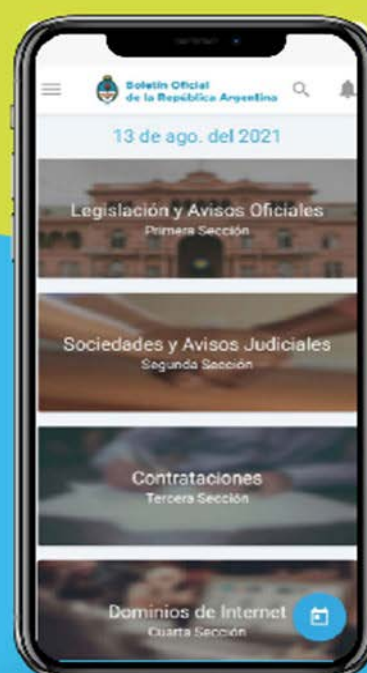 Boletín Oficial
de la República Argentina
13 de ago. del 2021
Legislación y Avisos Oficiales
Primera Sección
Sociedades y Avisos Judiciales
Segunda Sección
Contrataciones
Tercera Sección
Dominios de Internet
Cuarta Sección